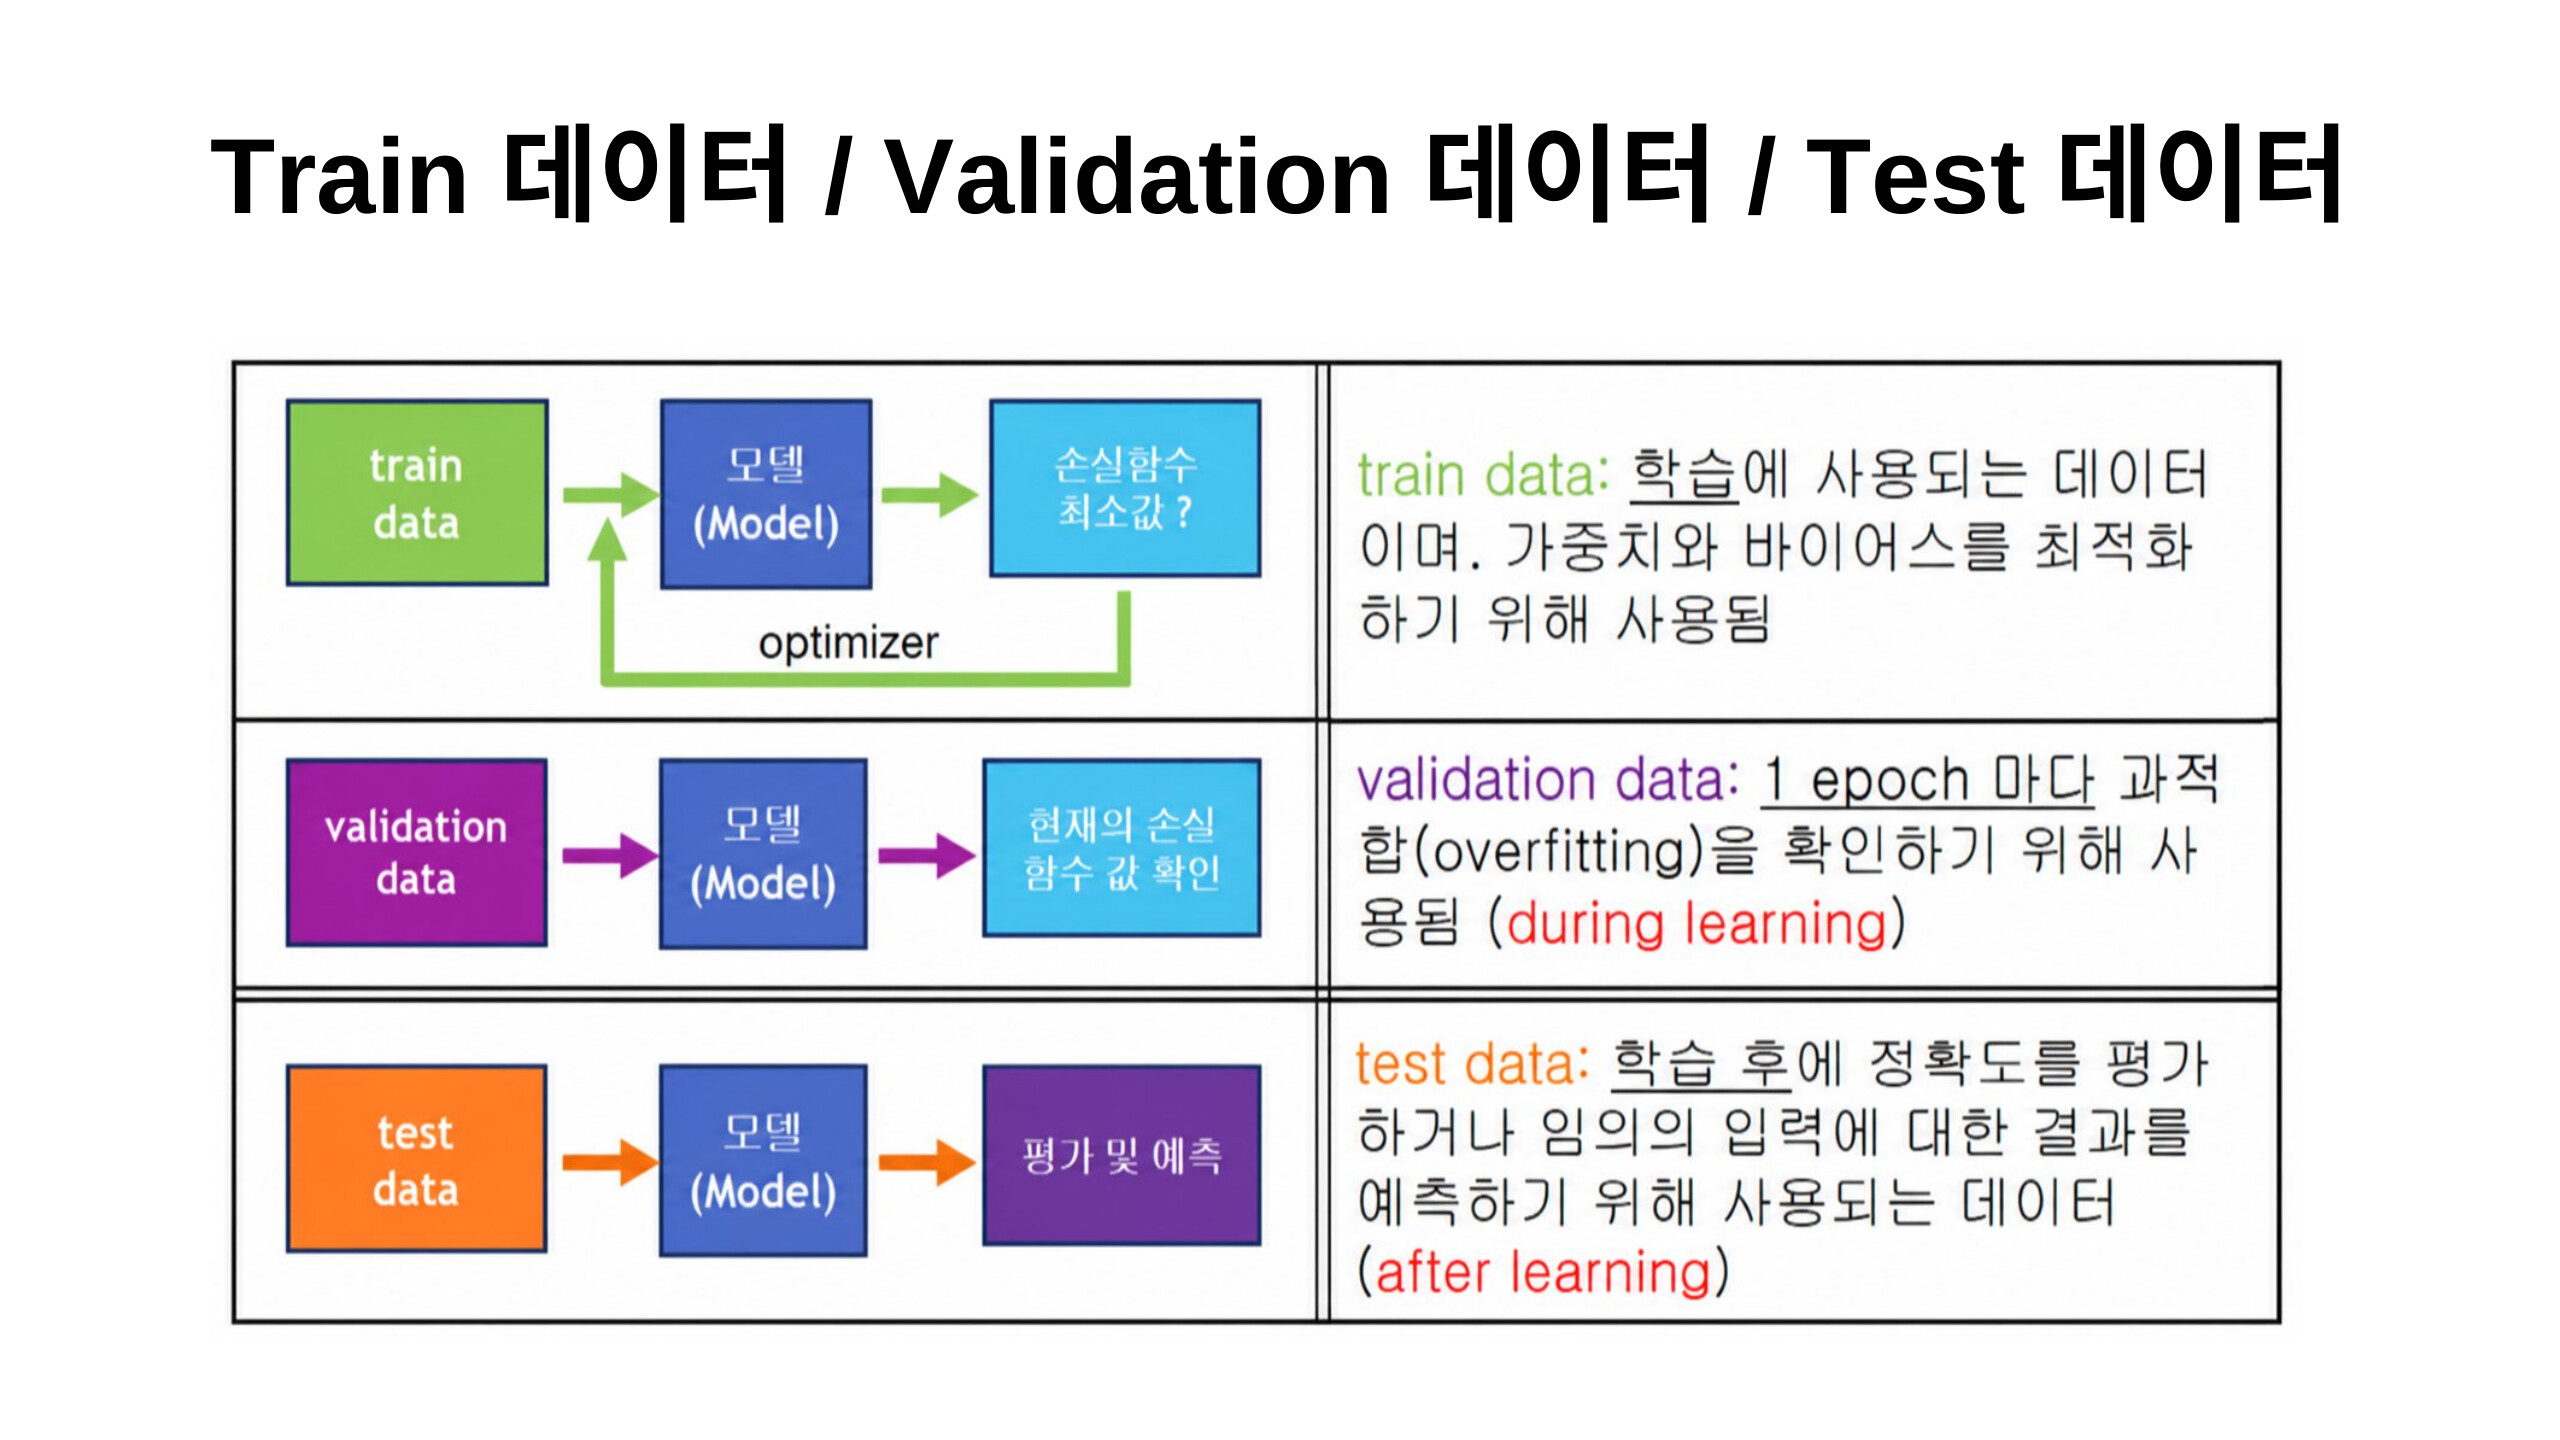 Train 데이터 / Validation 데이터 / Test 데이터
train
data
모델
(Model)
손실함수
최소값 ?
optimizer
train data: 학습에 사용되는 데이터
이며. 가중치와 바이어스를 최적화
하기 위해 사용됨
validation
data
모델
(Model)
현재의 손실
함수 값 확인
validation data: 1 epoch 마다 과적
합(overfitting)을 확인하기 위해 사
용됨 (during learning)
test
data
모델
(Model)
평가 및 예측
test data: 학습 후에 정확도를 평가
하거나 임의의 입력에 대한 결과를
예측하기 위해 사용되는 데이터
(after learning)